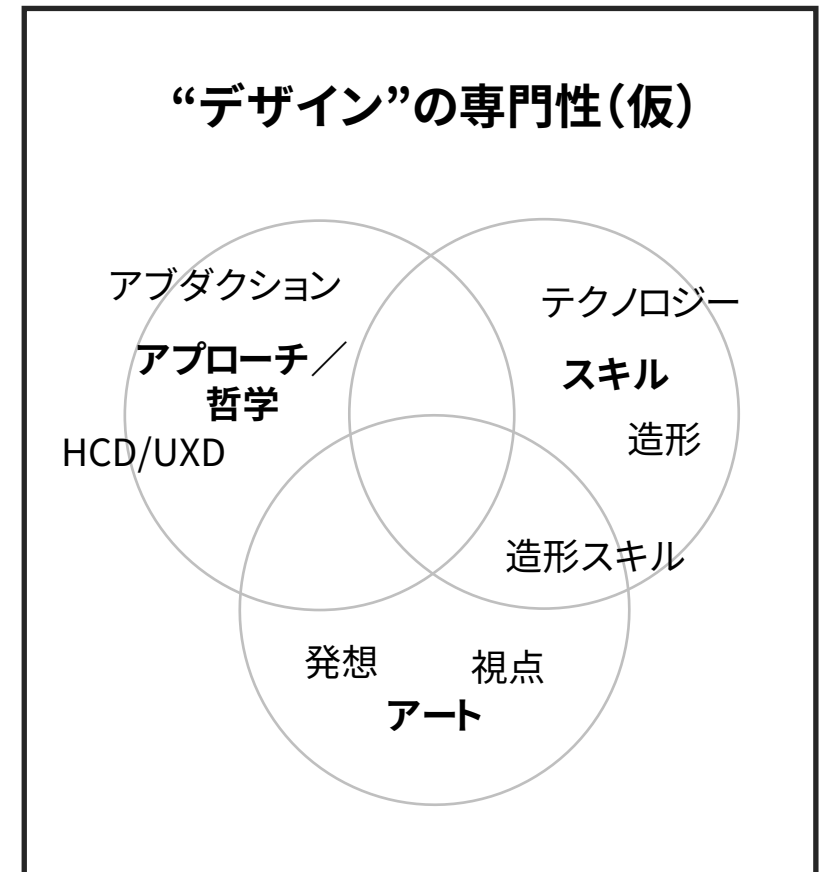 “デザイン”の専門性（仮）
アブダクション
アプローチ／
哲学
HCD/UXD
テクノロジー
スキル
造形
造形スキル
発想
視点
アート